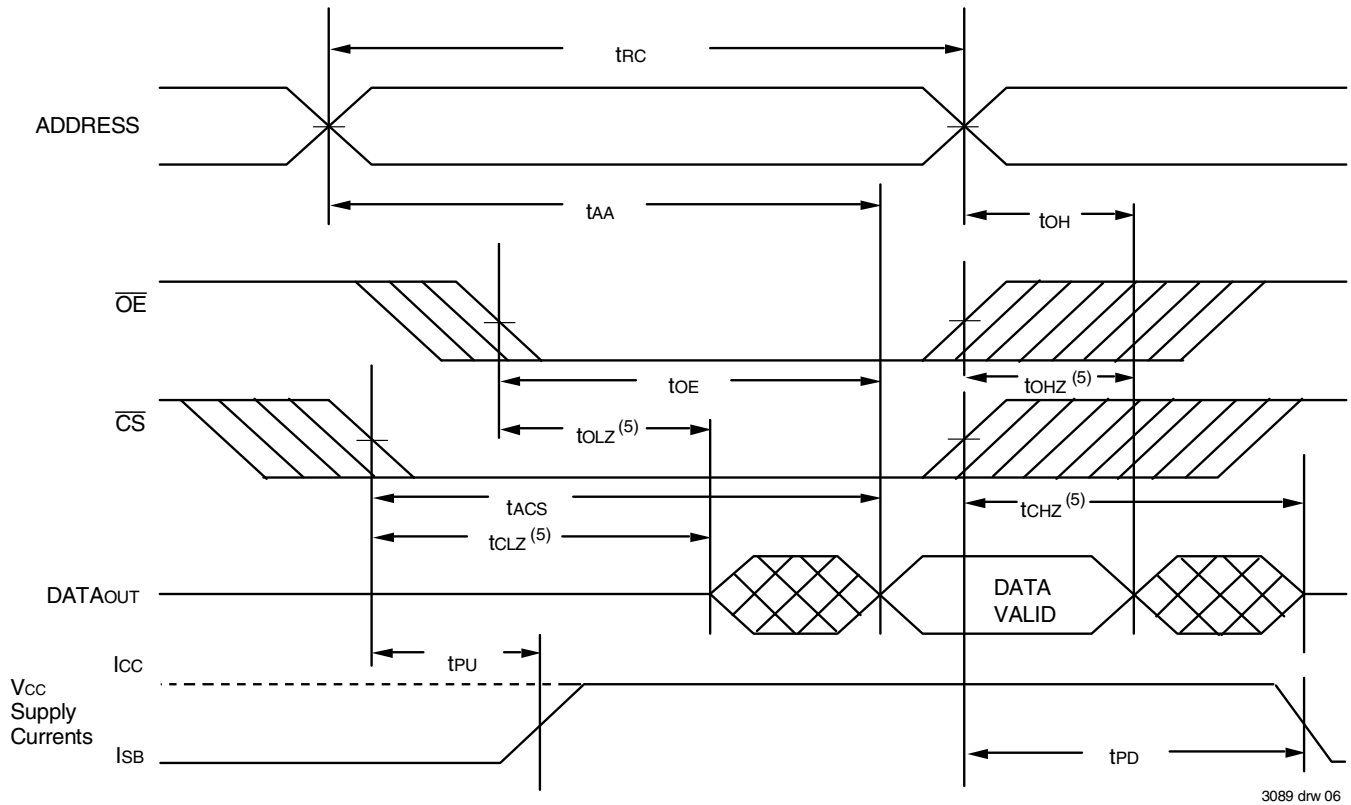 tRC
ADDRESS
tAA
tOH
OE
tOE
tOHZ (5)
CS
tOLZ (5)
tACS
tCHZ (5)
tCLZ (5)
DATAOUT
DATA
VALID
ICC
tPU
VCC
Supply
Currents
ISB
tPD
3089 drw 06